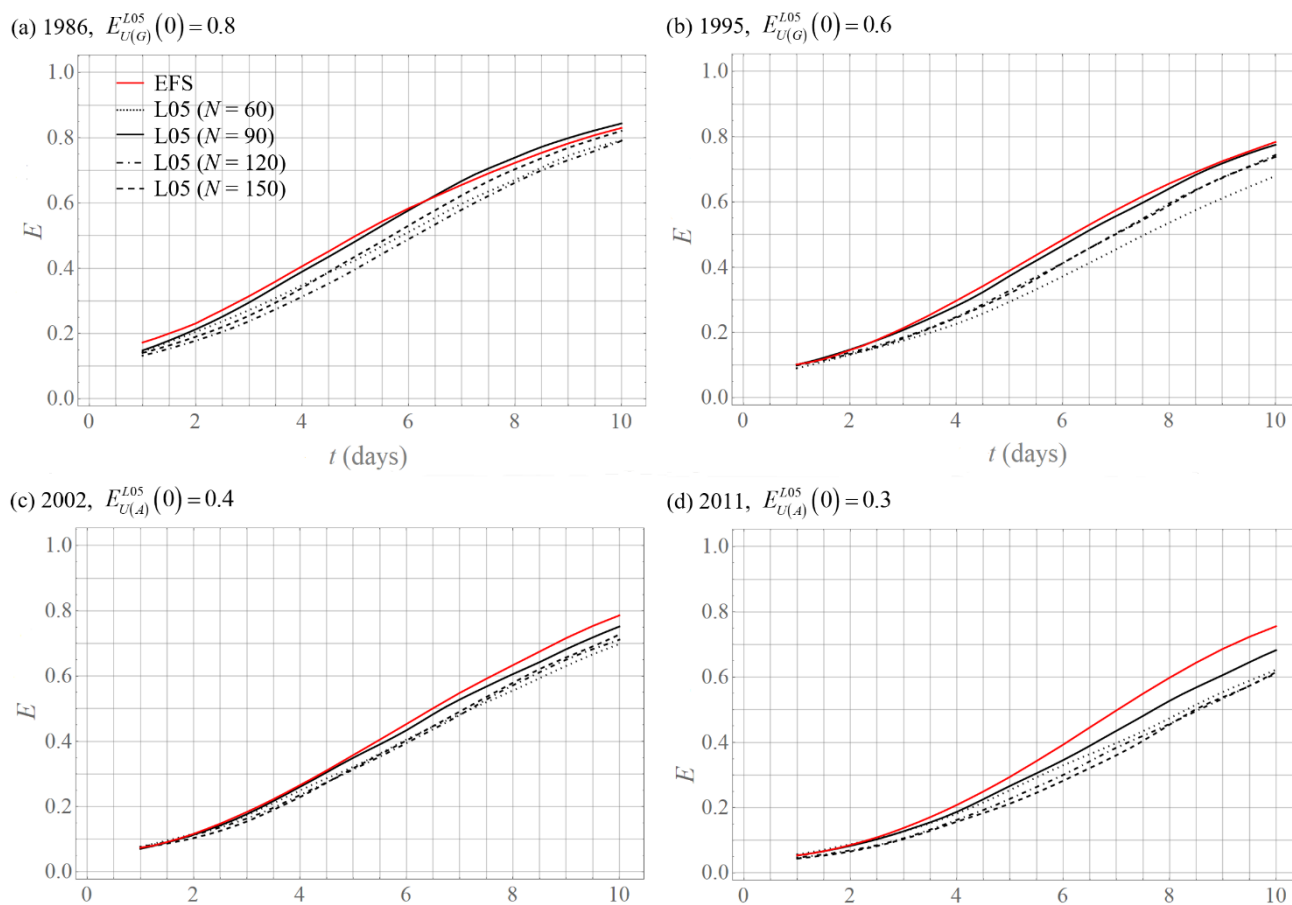 (a) 1986, E_{U(G)}^{L05}(0) = 0.8
1.0
0.8
0.6
0.4
0.2
0.0
E
EFS
L05 (N = 60)
L05 (N = 90)
L05 (N = 120)
L05 (N = 150)
0 2 4 6 8 10
t (days)
(b) 1995, E_{U(G)}^{L05}(0) = 0.6
1.0
0.8
0.6
0.4
0.2
0.0
E
0 2 4 6 8 10
t (days)
(c) 2002, E_{U(A)}^{L05}(0) = 0.4
1.0
0.8
0.6
0.4
0.2
0.0
E
0 2 4 6 8 10
(d) 2011, E_{U(A)}^{L05}(0) = 0.3
1.0
0.8
0.6
0.4
0.2
0.0
E
0 2 4 6 8 10